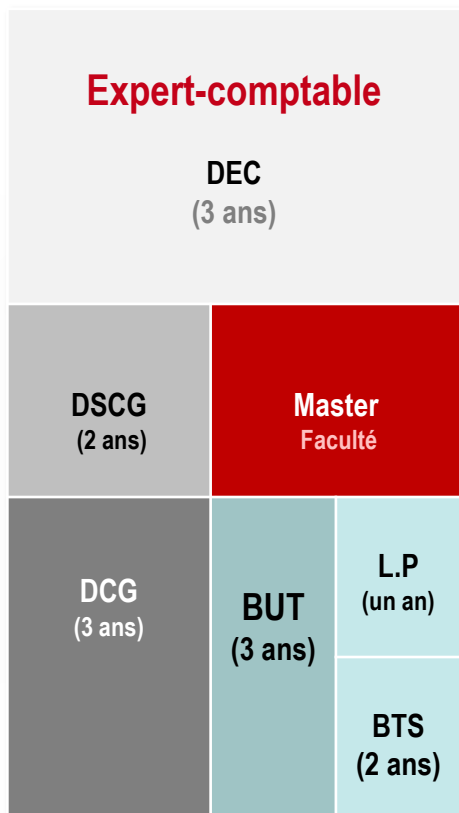 Expert-comptable
DEC
(3 ans)
DSCG
(2 ans)
Master
Faculté
DCG
(3 ans)
BUT
(3 ans)
L.P
(un an)
BTS
(2 ans)